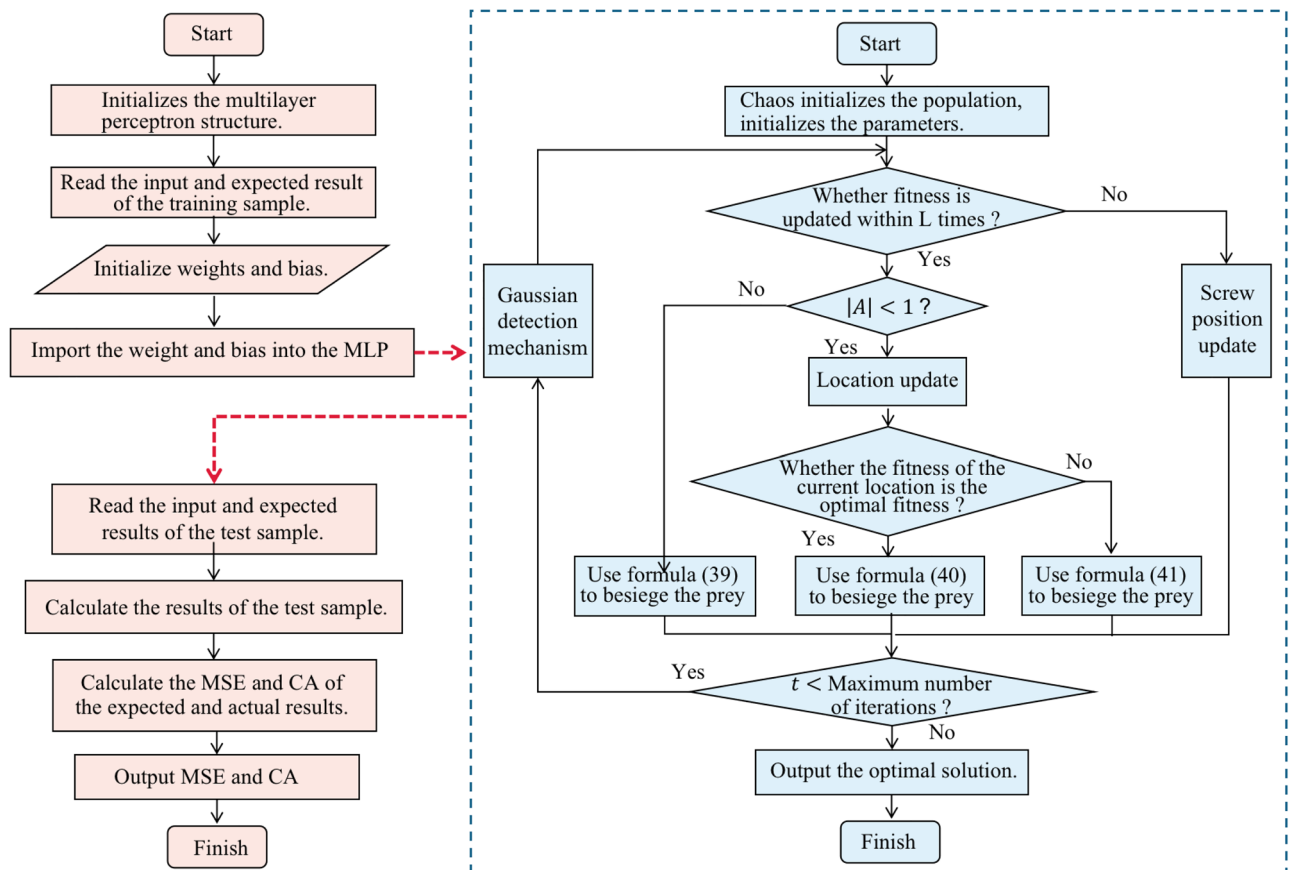 Start
Initializes the multilayer
perceptron structure.
Read the input and expected result
of the training sample.
Initialize weights and bias.
Import the weight and bias into the MLP
Read the input and expected
results of the test sample.
Calculate the results of the test sample.
Calculate the MSE and CA of
the expected and actual results.
Output MSE and CA
Finish
Start
Chaos initializes the population,
initializes the parameters.
Whether fitness is
updated within L times ?
No
Yes
Gaussian
detection
mechanism
No
|A| < 1 ?
Screw
position
update
Yes
Location update
Whether the fitness of the
current location is the
optimal fitness ?
No
Yes
Use formula (39)
to besiege the prey
Use formula (40)
to besiege the prey
Use formula (41)
to besiege the prey
Yes
t < Maximum number
of iterations ?
No
Output the optimal solution.
Finish